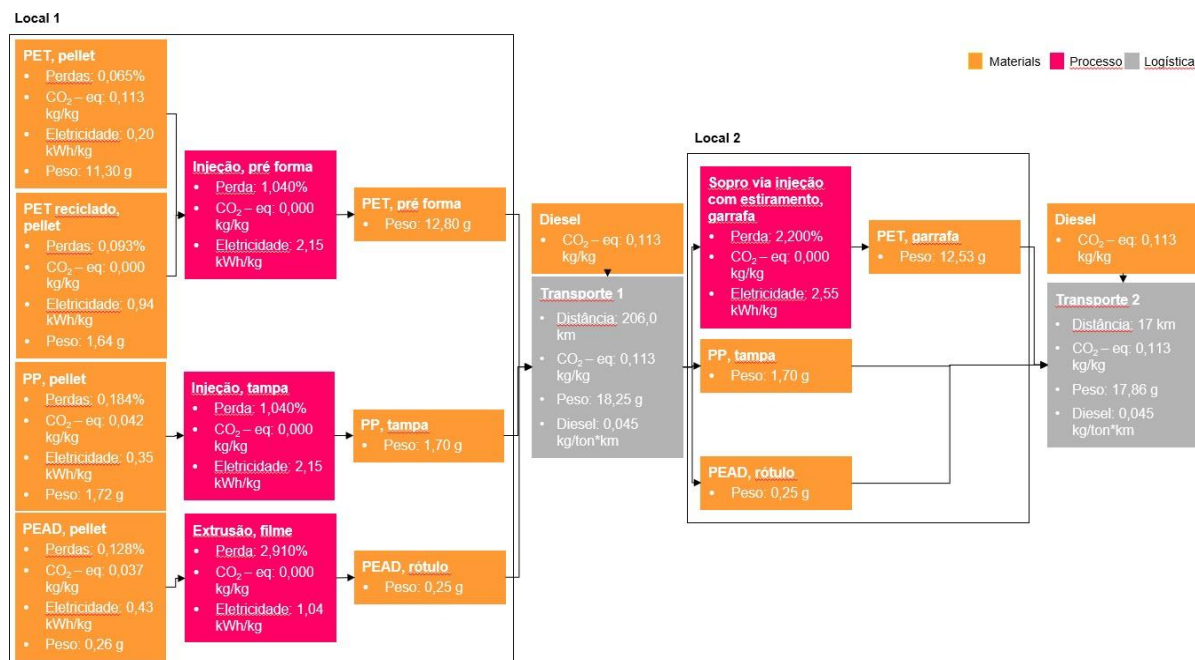 Local 1
PET, pellet
• Perdas: 0,065%
• CO₂ – eq: 0,113
kg/kg
• Eletricidade: 0,20
kWh/kg
• Peso: 11,30 g
PET reciclado,
pellet
• Perdas: 0,093%
• CO₂ – eq: 0,000
kg/kg
• Eletricidade: 0,94
kWh/kg
• Peso: 1,64 g
PP, pellet
• Perdas: 0,184%
• CO₂ – eq: 0,042
kg/kg
• Eletricidade: 0,35
kWh/kg
• Peso: 1,72 g
PEAD, pellet
• Perdas: 0,128%
• CO₂ – eq: 0,037
kg/kg
• Eletricidade: 0,43
kWh/kg
• Peso: 0,26 g
Injeção, pré forma
• Perda: 1,040%
• CO₂ – eq: 0,000
kg/kg
• Eletricidade: 2,15
kWh/kg
Injeção, tampa
• Perda: 1,040%
• CO₂ – eq: 0,000
kg/kg
• Eletricidade: 2,15
kWh/kg
Extrusão, filme
• Perda: 2,910%
• CO₂ – eq: 0,000
kg/kg
• Eletricidade: 1,04
kWh/kg
PET, pré forma
• Peso: 12,80 g
PP, tampa
• Peso: 1,70 g
PEAD, rótulo
• Peso: 0,25 g
Diesel
• CO₂ – eq: 0,113
kg/kg
Transporte 1
• Distância: 206,0
km
• CO₂ – eq: 0,113
kg/kg
• Peso: 18,25 g
• Diesel: 0,045
kg/ton*km
Local 2
Sopro via injeção
com estiramento,
garrafa
• Perda: 2,200%
• CO₂ – eq: 0,000
kg/kg
• Eletricidade: 2,55
kWh/kg
PET, garrafa
• Peso: 12,53 g
PP, tampa
• Peso: 1,70 g
PEAD, rótulo
• Peso: 0,25 g
Materials Processo Logística
Diesel
• CO₂ – eq: 0,113
kg/kg
Transporte 2
• Distância: 17 km
• CO₂ – eq: 0,113
kg/kg
• Peso: 17,86 g
• Diesel: 0,045
kg/ton*km